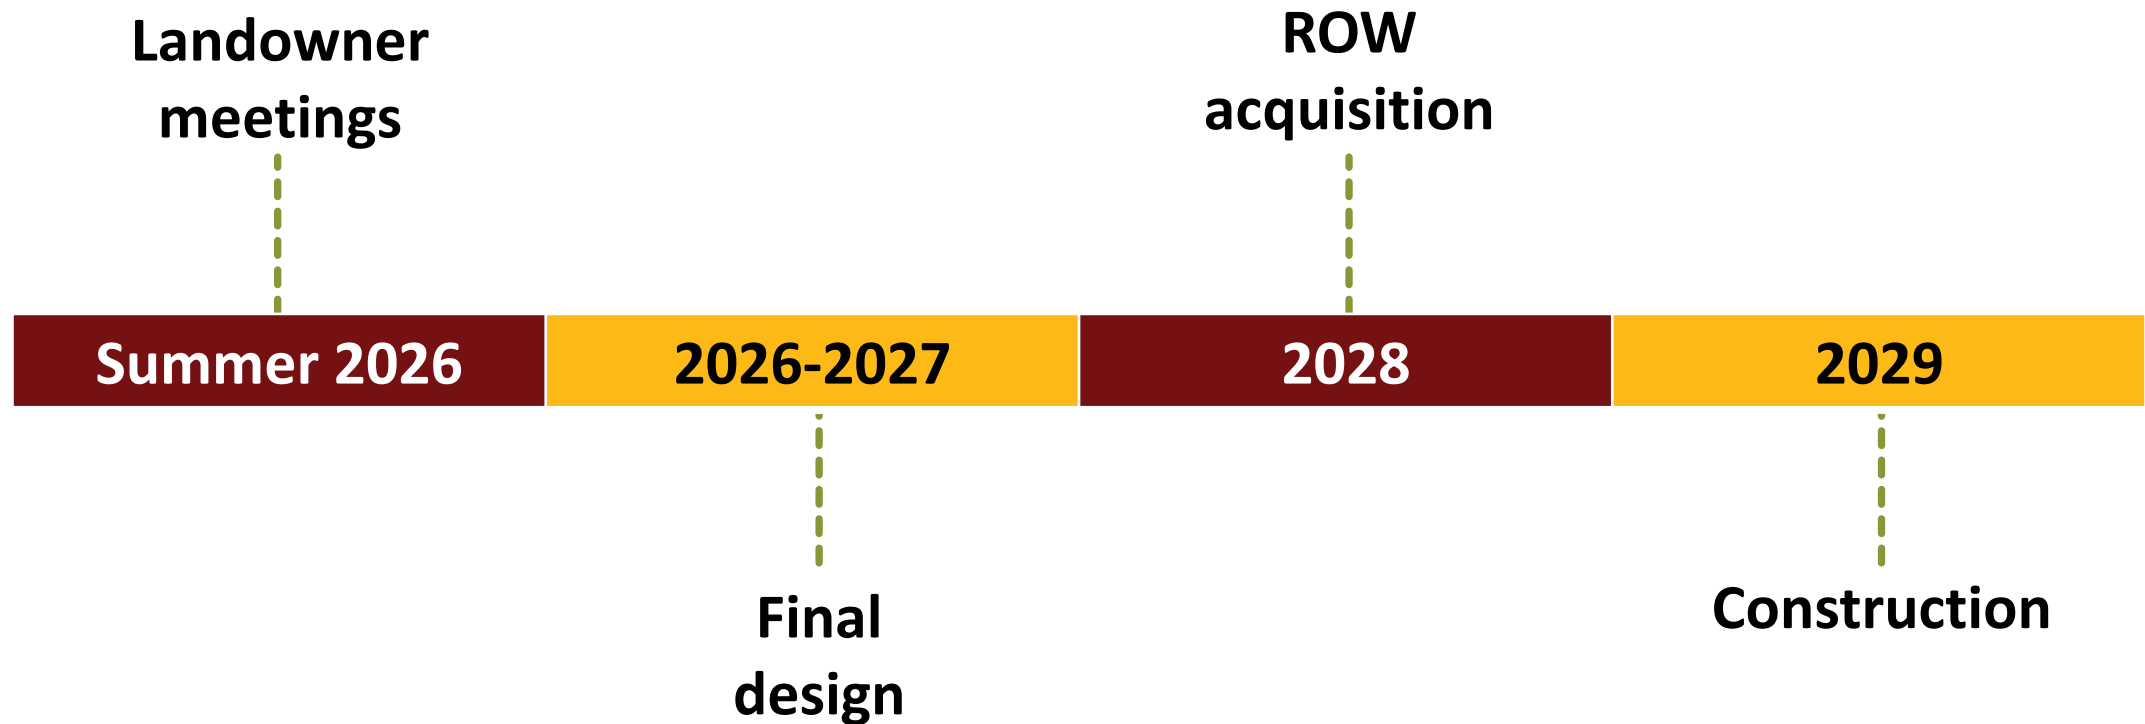 Landowner
meetings
ROW
acquisition
Summer 2026
2026-2027
2028
2029
Final
design
Construction